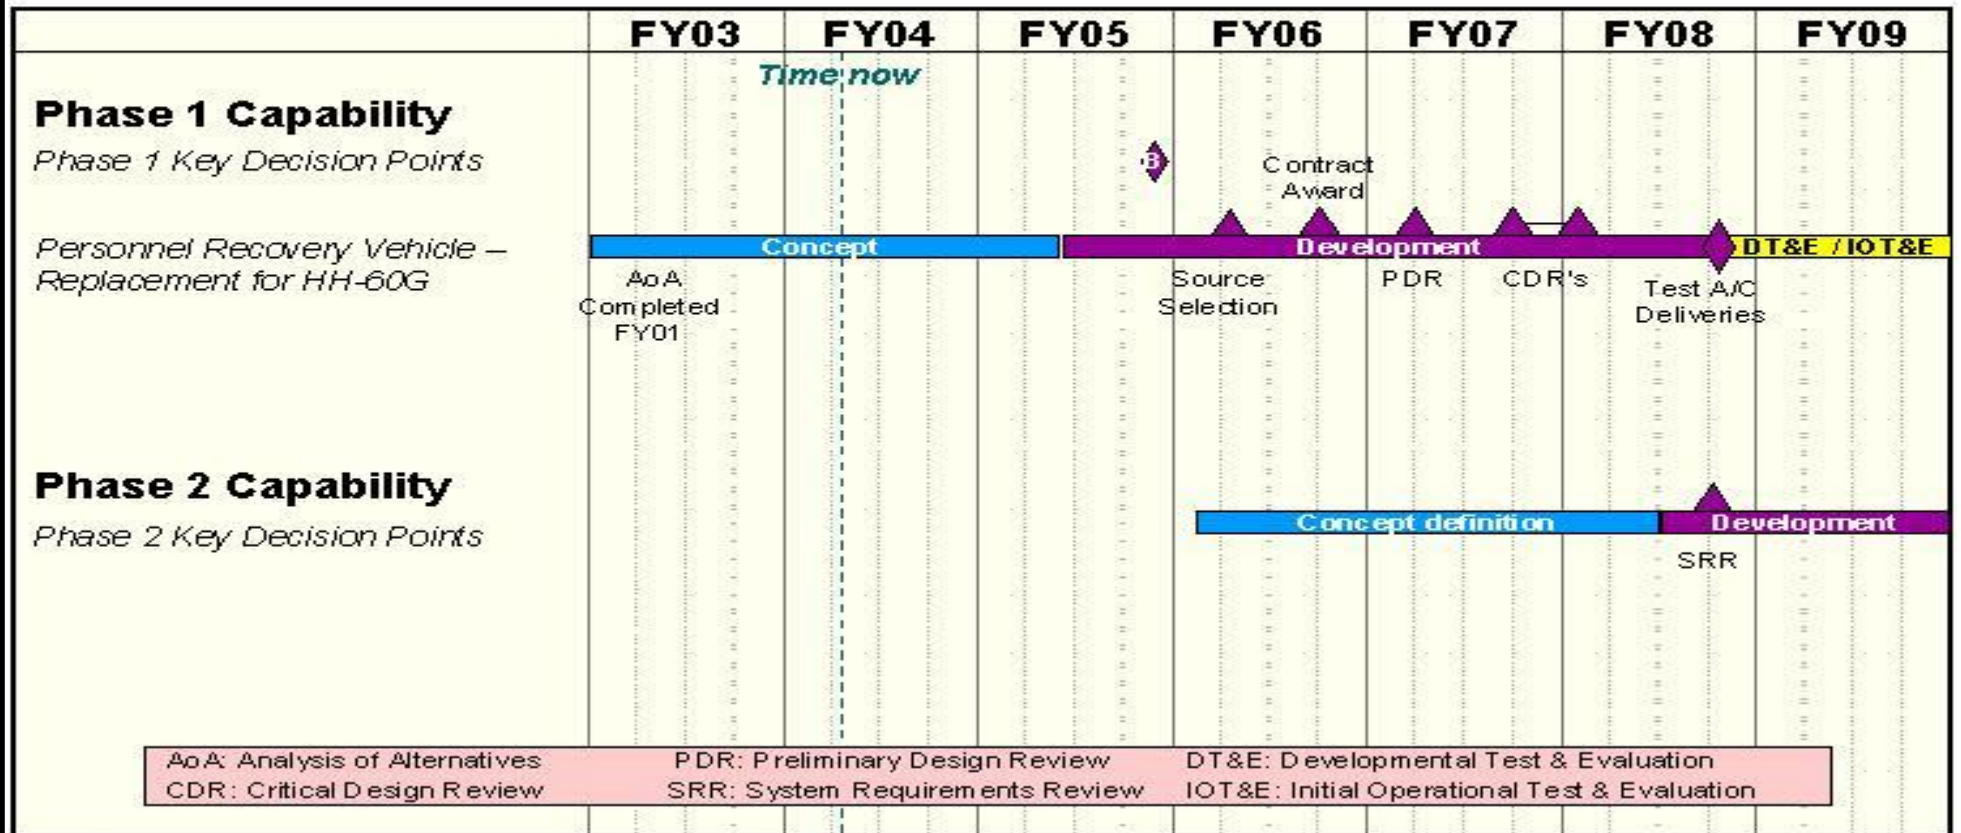 FY03 FY04 FY05 FY06 FY07 FY08 FY09
Time now
Phase 1 Capability
Phase 1 Key Decision Points
B
Contract
Award
Personnel Recovery Vehicle –
Replacement for HH-60G
Concept
Development
DT&E / IOT&E
AoA
Completed
FY01
Source
Selection
PDR
CDR's
Test A/C
Deliveries
Phase 2 Capability
Phase 2 Key Decision Points
Concept definition
Development
SRR
AoA: Analysis of Alternatives PDR: Preliminary Design Review DT&E: Developmental Test & Evaluation
CDR: Critical Design Review SRR: System Requirements Review IOT&E: Initial Operational Test & Evaluation